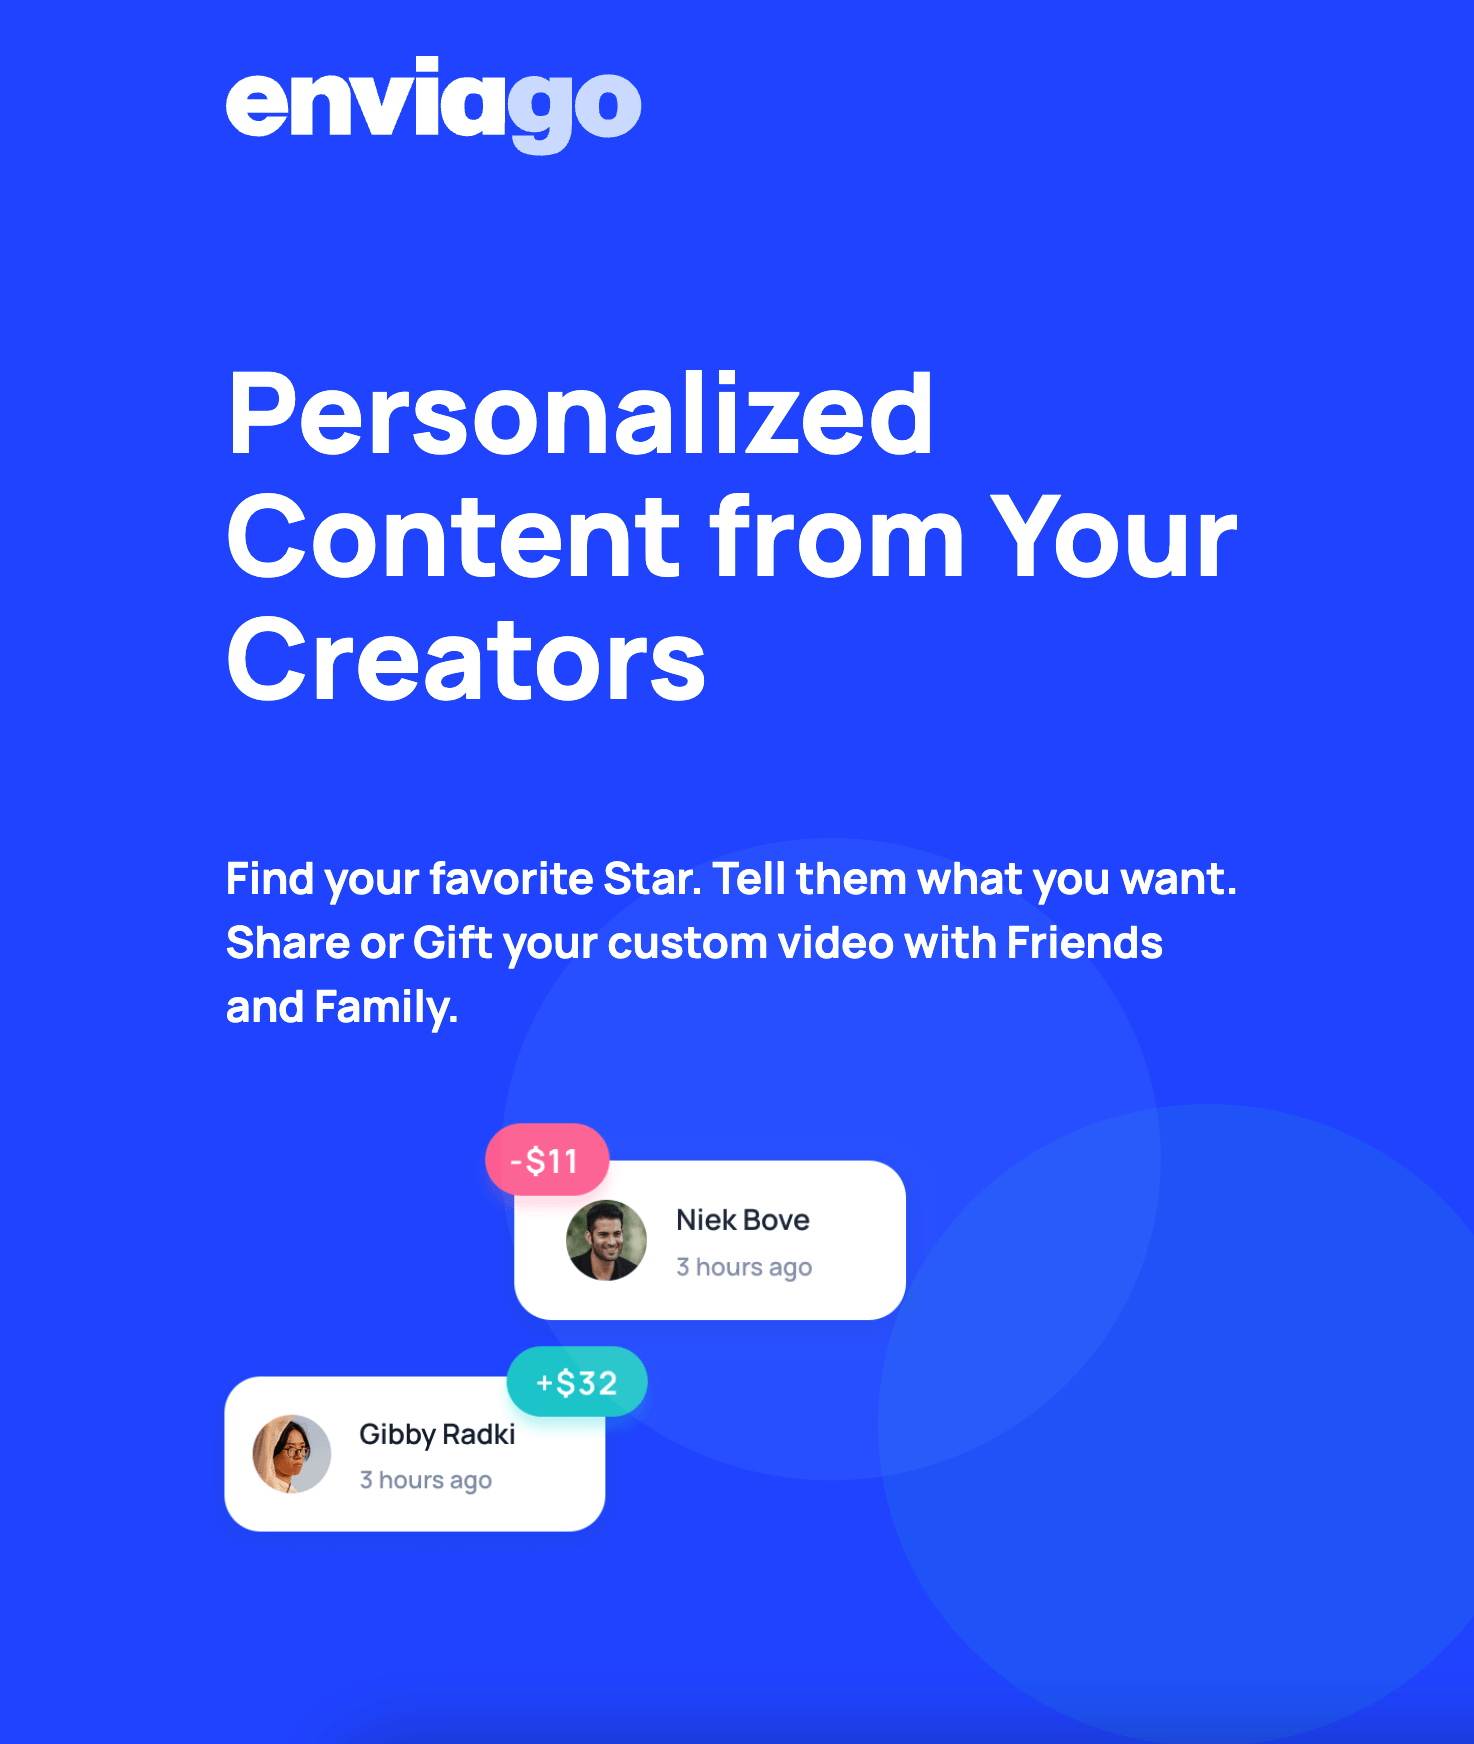 enviago
Personalized
Content from Your
Creators
Find your favorite Star. Tell them what you want.
Share or Gift your custom video with Friends
and Family.
-$11
Niek Bove
3 hours ago
+$32
Gibby Radki
3 hours ago